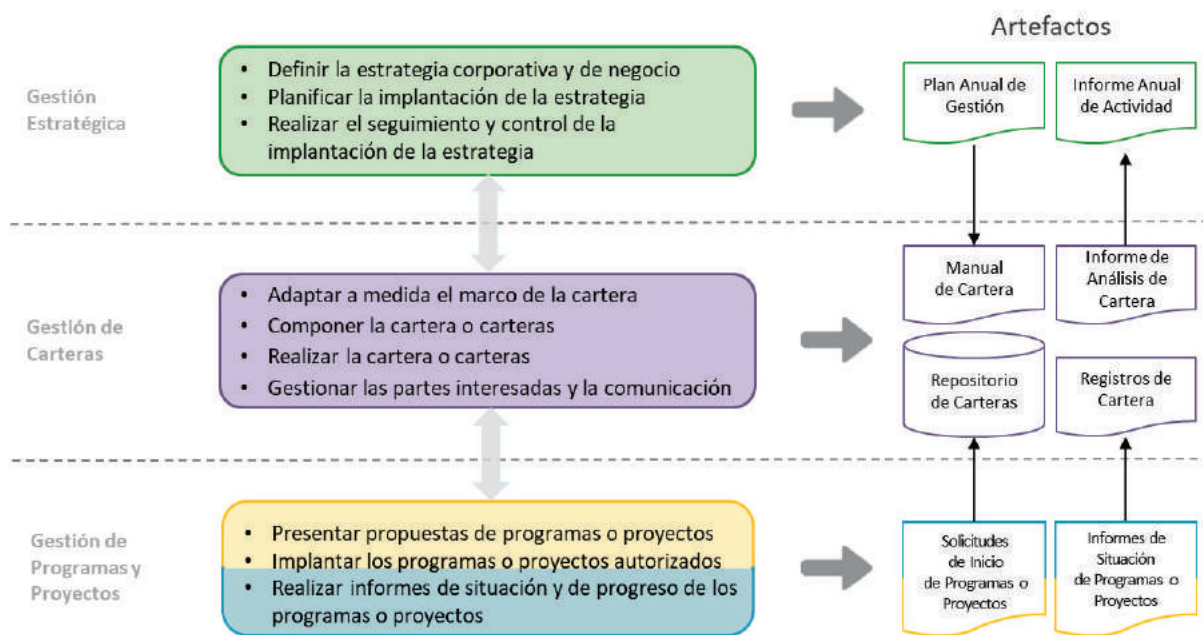 Artefactos
Gestión
Estratégica
• Definir la estrategia corporativa y de negocio
• Planificar la implantación de la estrategia
• Realizar el seguimiento y control de la
implantación de la estrategia
Plan Anual de
Gestión
Informe Anual
de Actividad
Gestión de
Carteras
• Adaptar a medida el marco de la cartera
• Componer la cartera o carteras
• Realizar la cartera o carteras
• Gestionar las partes interesadas y la comunicación
Manual
de Cartera
Informe de
Análisis de
Cartera
Repositorio
de Carteras
Registros de
Cartera
Gestión de
Programas y
Proyectos
• Presentar propuestas de programas o proyectos
• Implantar los programas o proyectos autorizados
• Realizar informes de situación y de progreso de los
programas o proyectos
Solicitudes
de Inicio
de Programas o
Proyectos
Informes de
Situación
de Programas o
Proyectos